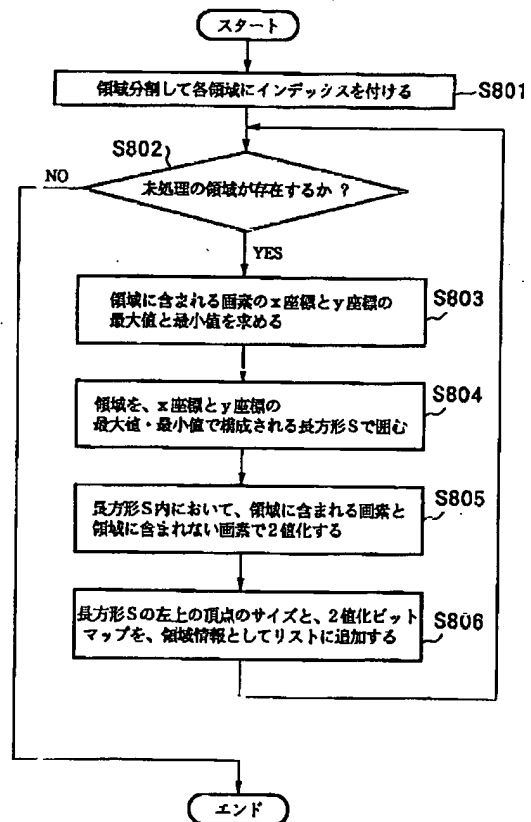 スタート
領域分割して各領域にインデッシスを付ける
S801
S802
NO
未処理の領域が存在するか ?
YES
領域に含まれる画素のx座標とy座標の
最大値と最小値を求める
S803
領域を、x座標とy座標の
最大値・最小値で構成される長方形Sで囲む
S804
長方形S内において、領域に含まれる画素と
領域に含まれない画素で2値化する
S805
長方形Sの左上の頂点のサイズと、2値化ビット
マップを、領域情報としてリストに追加する
S806
エンド